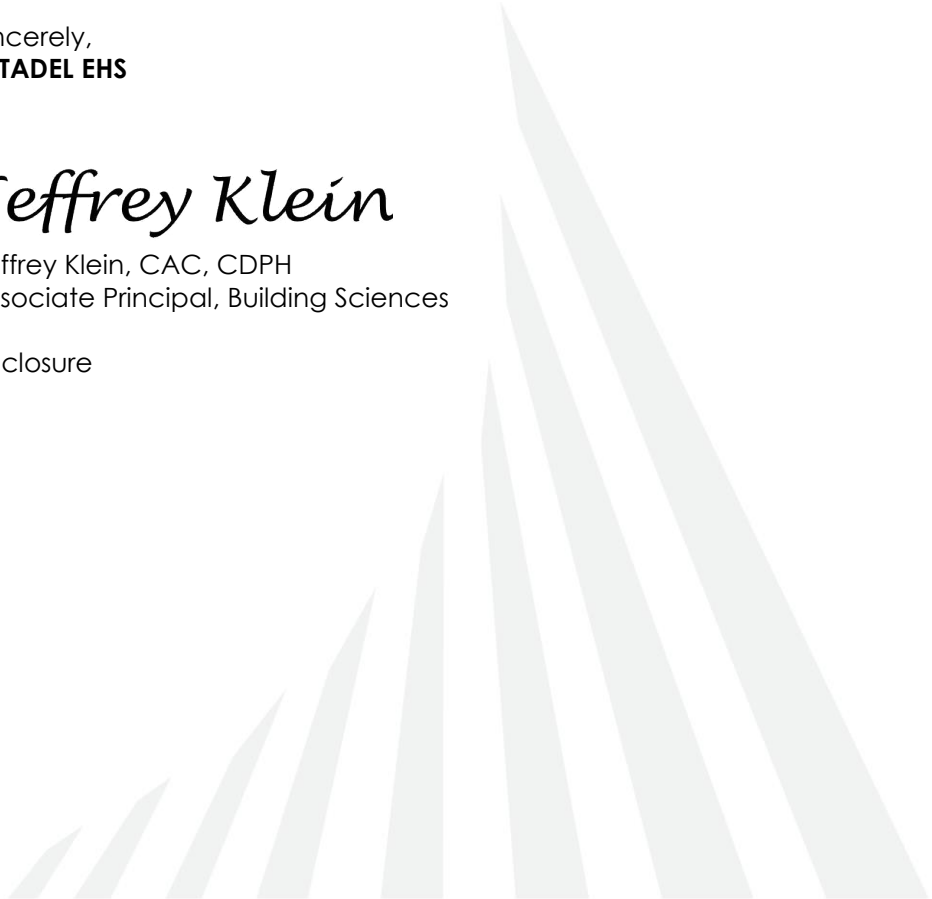 ncerely,
TADEL EHS
effrey Klein
ffrey Klein, CAC, CDPH
sociate Principal, Building Sciences
closure